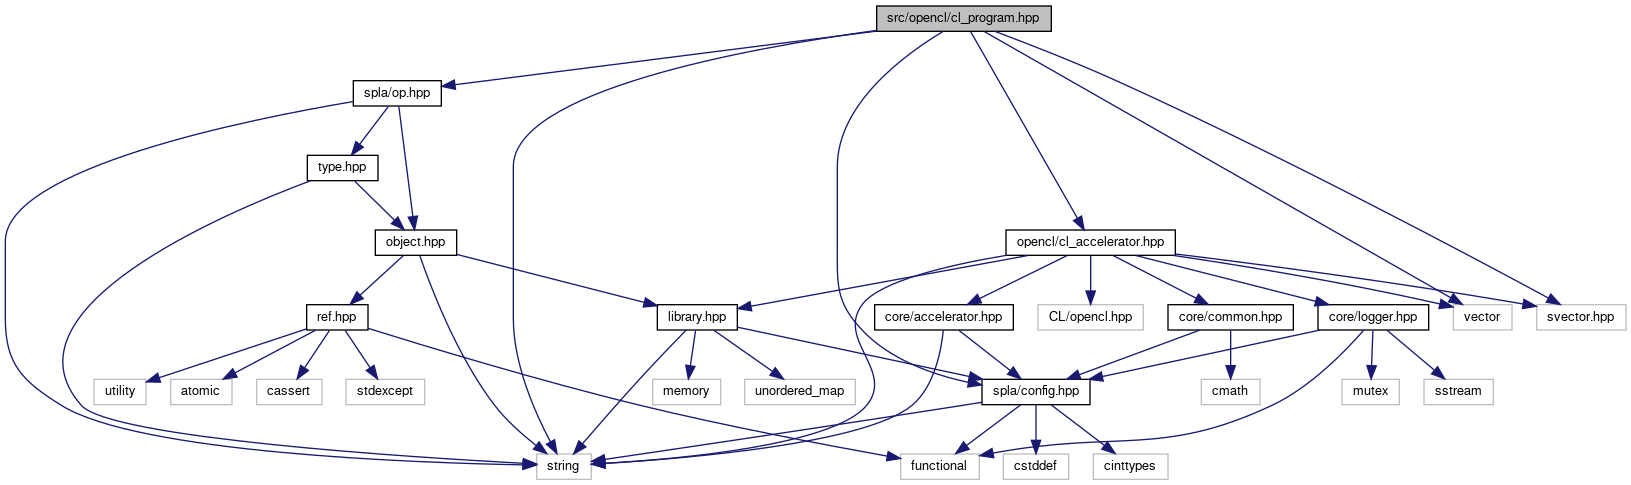 src/opencl/cl_program.hpp
spla/op.hpp
type.hpp
object.hpp
opencl/cl_accelerator.hpp
ref.hpp
library.hpp
core/accelerator.hpp
CL/opencl.hpp
core/common.hpp
core/logger.hpp
vector
svector.hpp
utility
atomic
cassert
stdexcept
memory
unordered_map
spla/config.hpp
cmath
mutex
sstream
string
functional
cstddef
cinttypes